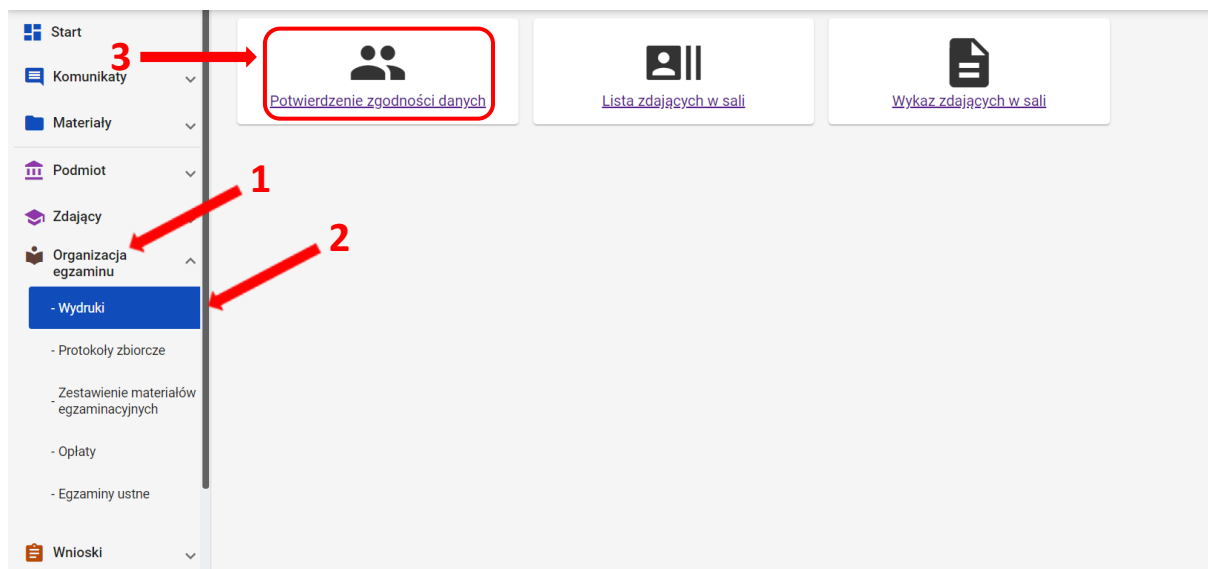 Start
3
Komunikaty
Materiały
Podmiot
1
Zdający
2
Organizacja
egzaminu
- Wydruki
- Protokoły zbiorcze
- Zestawienie materiałów
egzaminacyjnych
- Opłaty
- Egzaminy ustne
Wnioski
Potwierdzenie zgodności danych
Lista zdających w sali
Wykaz zdających w sali